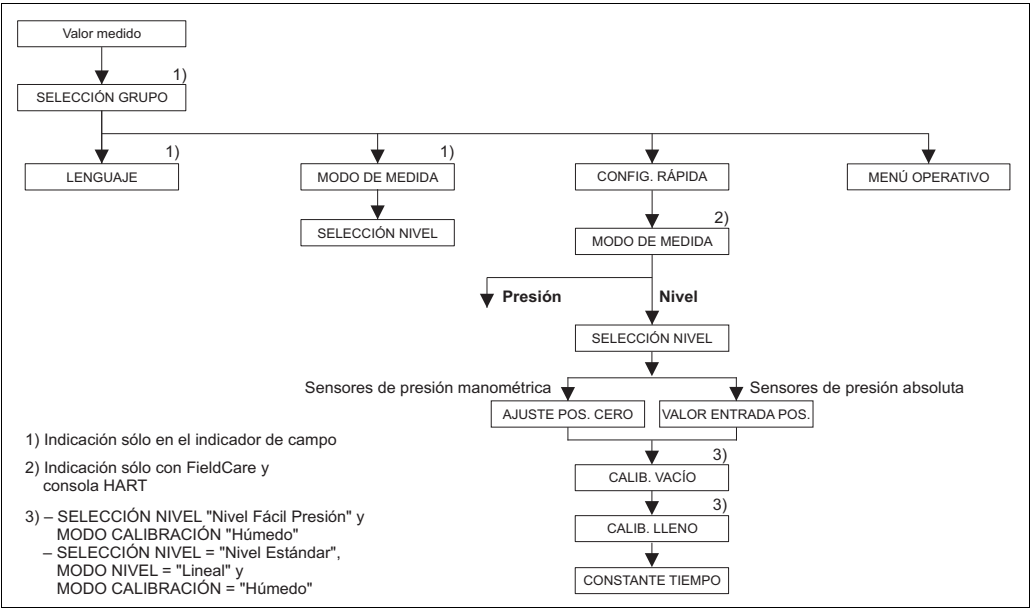 Valor medido
1)
SELECCIÓN GRUPO
1)
LENGUAJE
1)
MODO DE MEDIDA
CONFIG. RÁPIDA
MENÚ OPERATIVO
SELECCIÓN NIVEL
2)
MODO DE MEDIDA
Presión
Nivel
SELECCIÓN NIVEL
Sensores de presión manométrica
Sensores de presión absoluta
AJUSTE POS. CERO
VALOR ENTRADA POS.
3)
CALIB. VACÍO
3)
CALIB. LLENO
CONSTANTE TIEMPO
1) Indicación sólo en el indicador de campo
2) Indicación sólo con FieldCare y
consola HART
3) – SELECCIÓN NIVEL "Nivel Fácil Presión" y
MODO CALIBRACIÓN "Húmedo"
– SELECCIÓN NIVEL = "Nivel Estándar",
MODO NIVEL = "Lineal" y
MODO CALIBRACIÓN = "Húmedo"